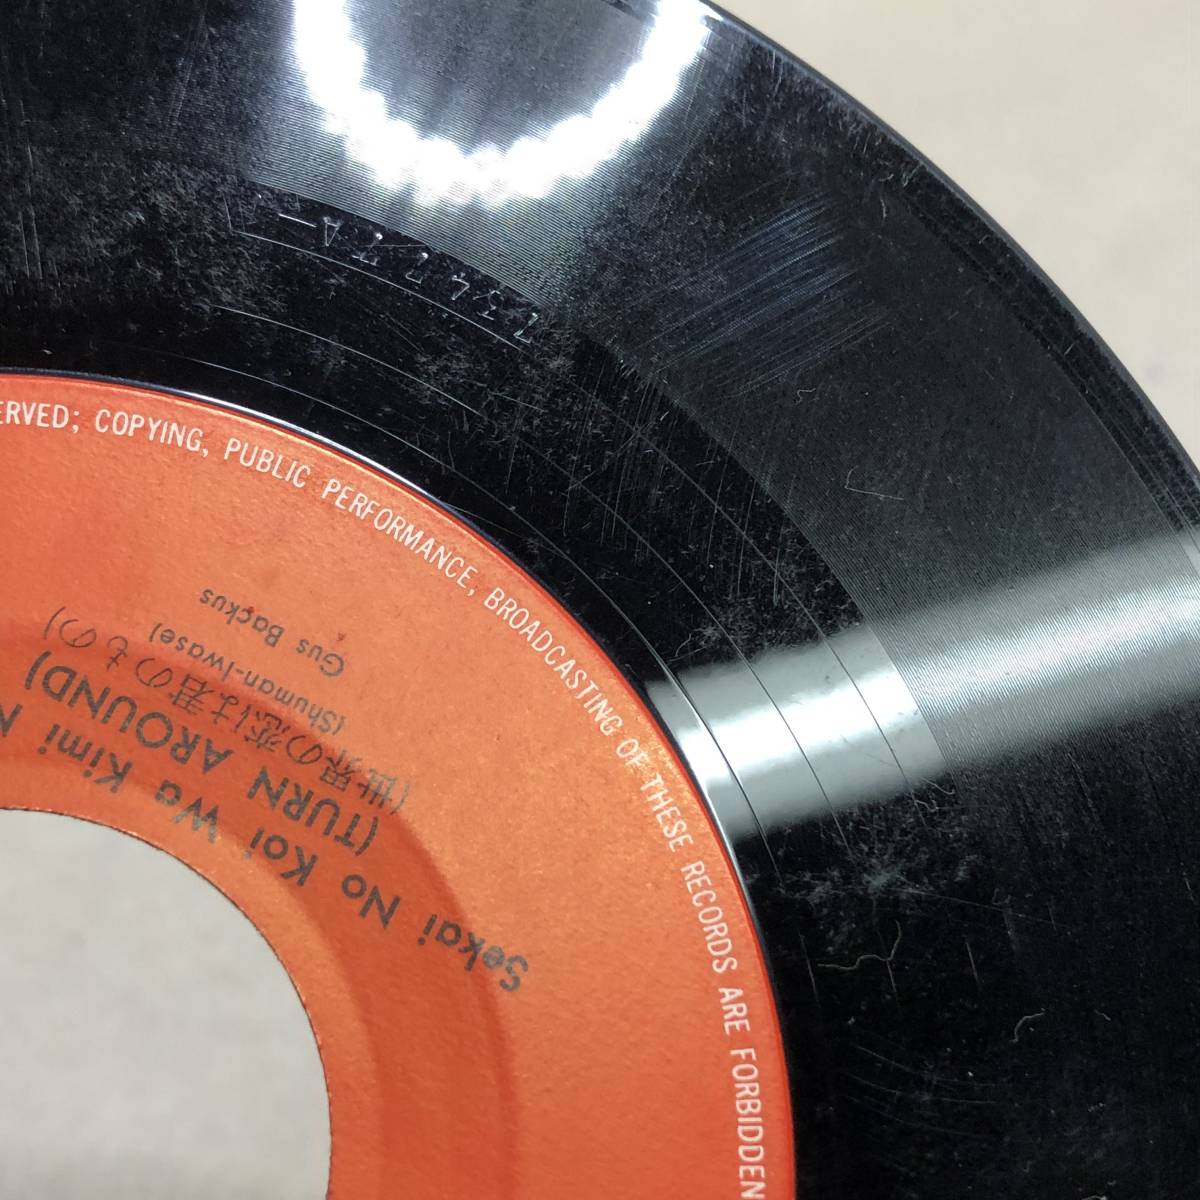 ERVED; COPYING, PUBLIC PERFORMANCE, BROADCASTING OF THESE RECORDS ARE FORBIDDEN
Sekai No Koi Wa Kimi
(TURN AROUND)
(世界の恋は君のもの)
(Shuman-Iwase)
Gus Backus